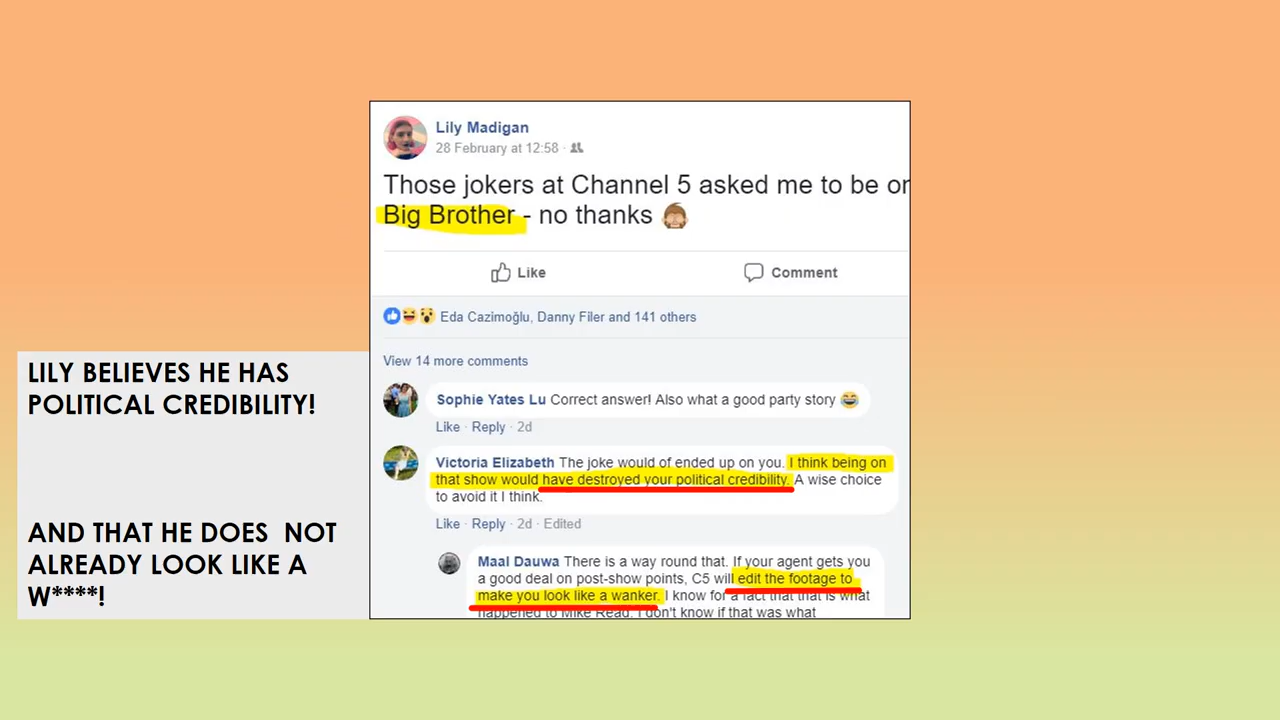 Lily Madigan
28 February at 12:58 ·
Those jokers at Channel 5 asked me to be or
Big Brother - no thanks 🙈
Like Comment
Eda Cazimoğlu, Danny Filer and 141 others
View 14 more comments
Sophie Yates Lu Correct answer! Also what a good party story 😂
Like · Reply · 2d
Victoria Elizabeth The joke would of ended up on you. I think being on
that show would have destroyed your political credibility. A wise choice
to avoid it I think.
Like · Reply · 2d · Edited
Maal Dauwa There is a way round that. If your agent gets you
a good deal on post-show points, C5 will edit the footage to
make you look like a wanker. I know for a fact that that is what
happened to Mike Read. I don't know if that was what
LILY BELIEVES HE HAS
POLITICAL CREDIBILITY!
AND THAT HE DOES NOT
ALREADY LOOK LIKE A
W****!